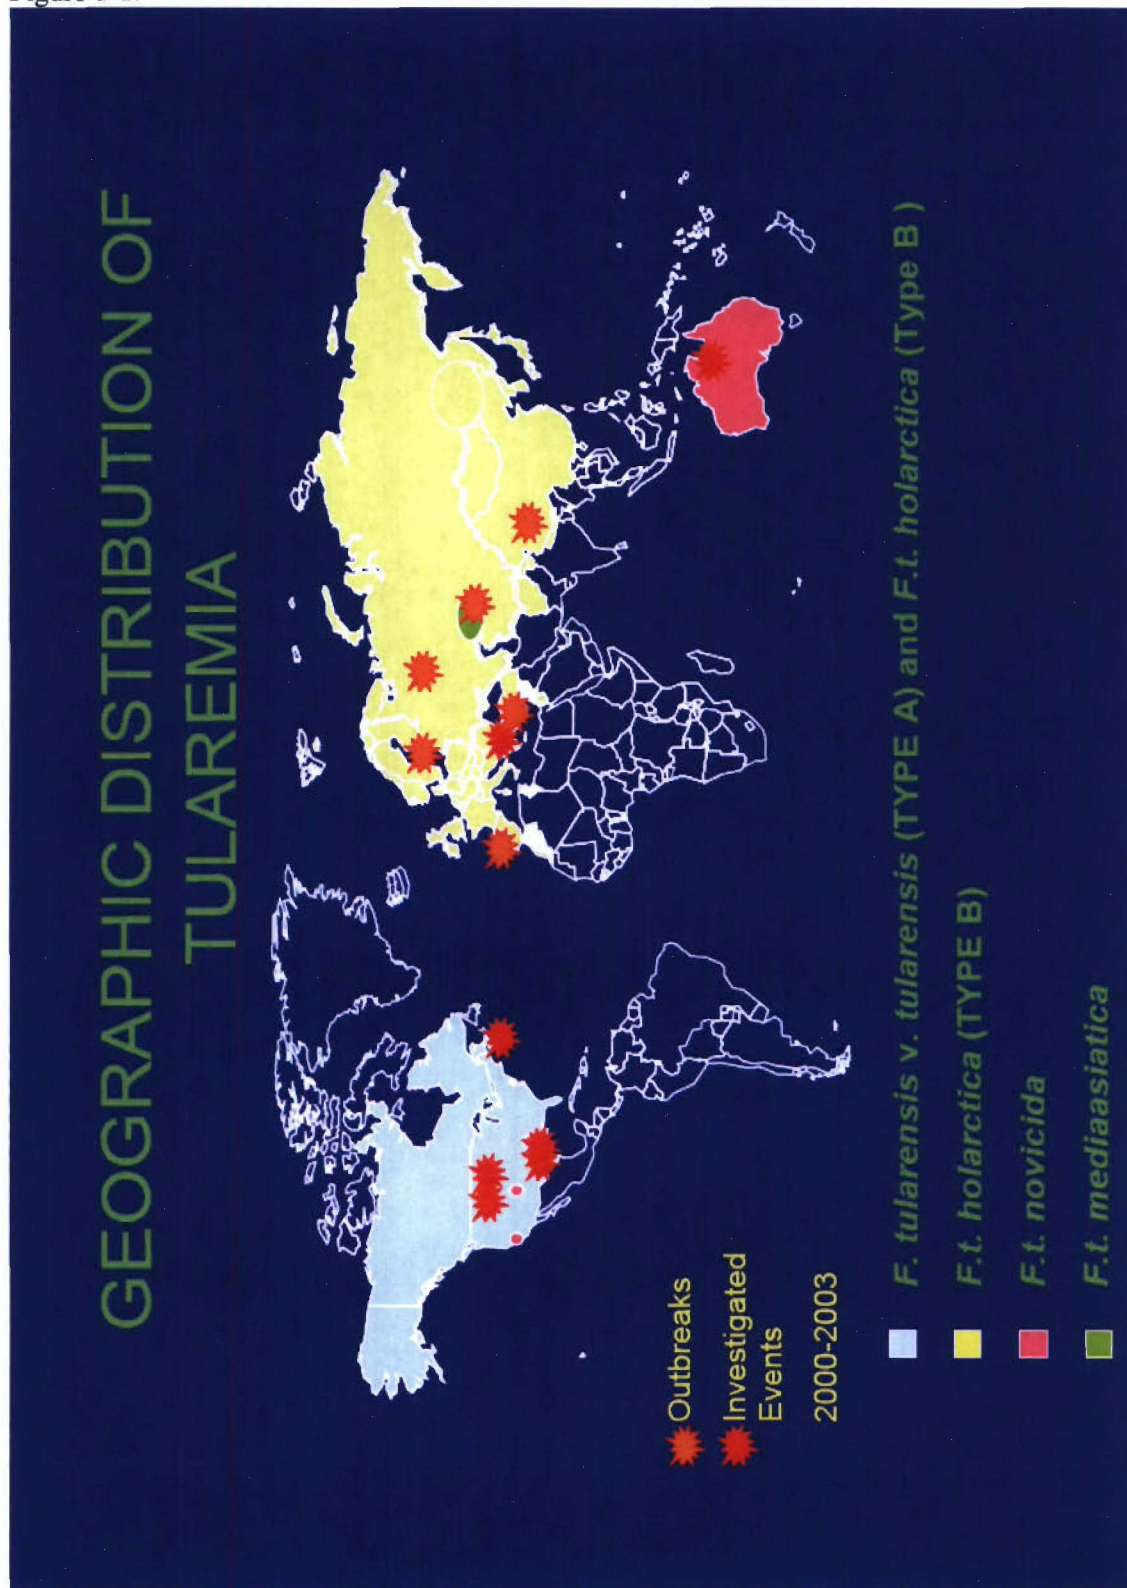 GEOGRAPHIC DISTRIBUTION OF
TULAREMIA
Outbreaks
Investigated
Events
2000-2003
F. tularensis v. tularensis (TYPE A) and F.t. holarctica (Type B )
F.t. holarctica (TYPE B)
F.t. novicida
F.t. mediaasiatica